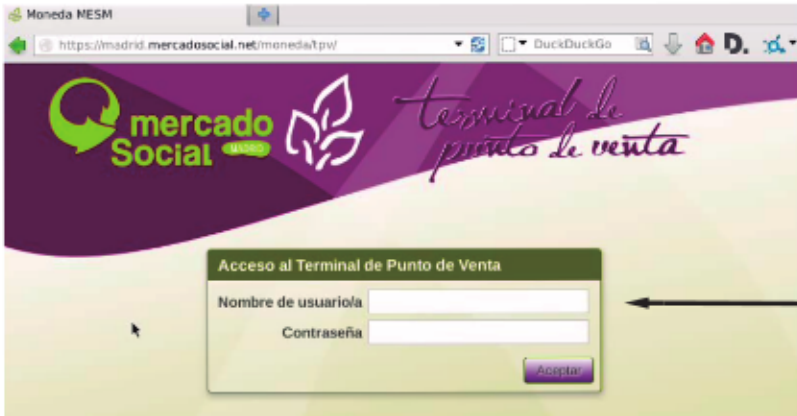 Moneda MESM
https://madrid.mercadosocial.net/moneda/tpv/
DuckDuckGo
D.
mercado
Social MADRID
terminal de
punto de venta
Acceso al Terminal de Punto de Venta
Nombre de usuario/a
Contraseña
Aceptar